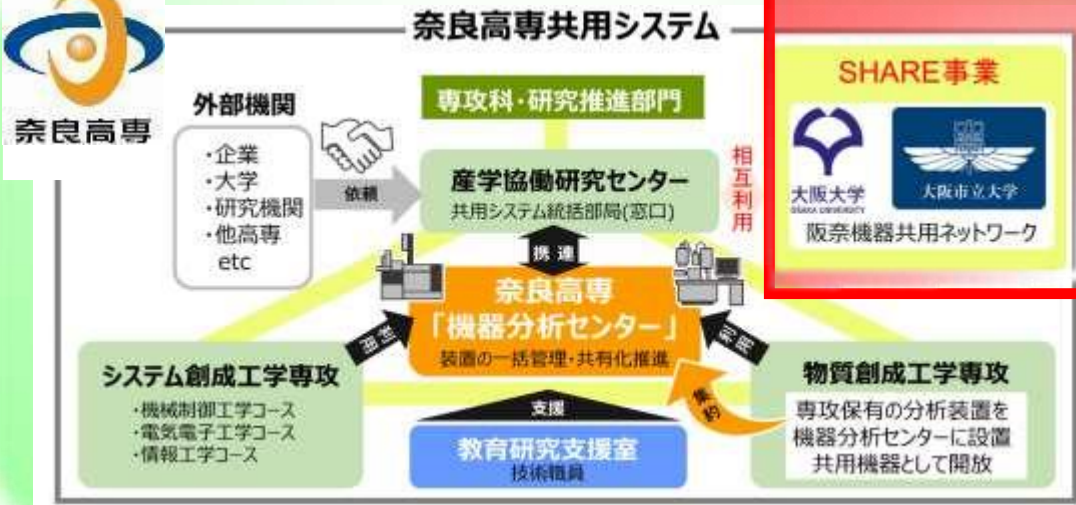 奈良高専共用システム
奈良高専
外部機関
・企業
・大学
・研究機関
・他高専
etc
依頼
専攻科・研究推進部門
産学協働研究センター
共用システム統括部局(窓口)
相互利用
SHARE事業
大阪大学
OSAKA UNIVERSITY
大阪市立大学
阪奈機器共用ネットワーク
携連
奈良高専
「機器分析センター」
装置の一括管理・共有化推進
利用
利用
システム創成工学専攻
・機械制御工学コース
・電気電子工学コース
・情報工学コース
支援
教育研究支援室
技術職員
集約
物質創成工学専攻
専攻保有の分析装置を
機器分析センターに設置
共用機器として開放